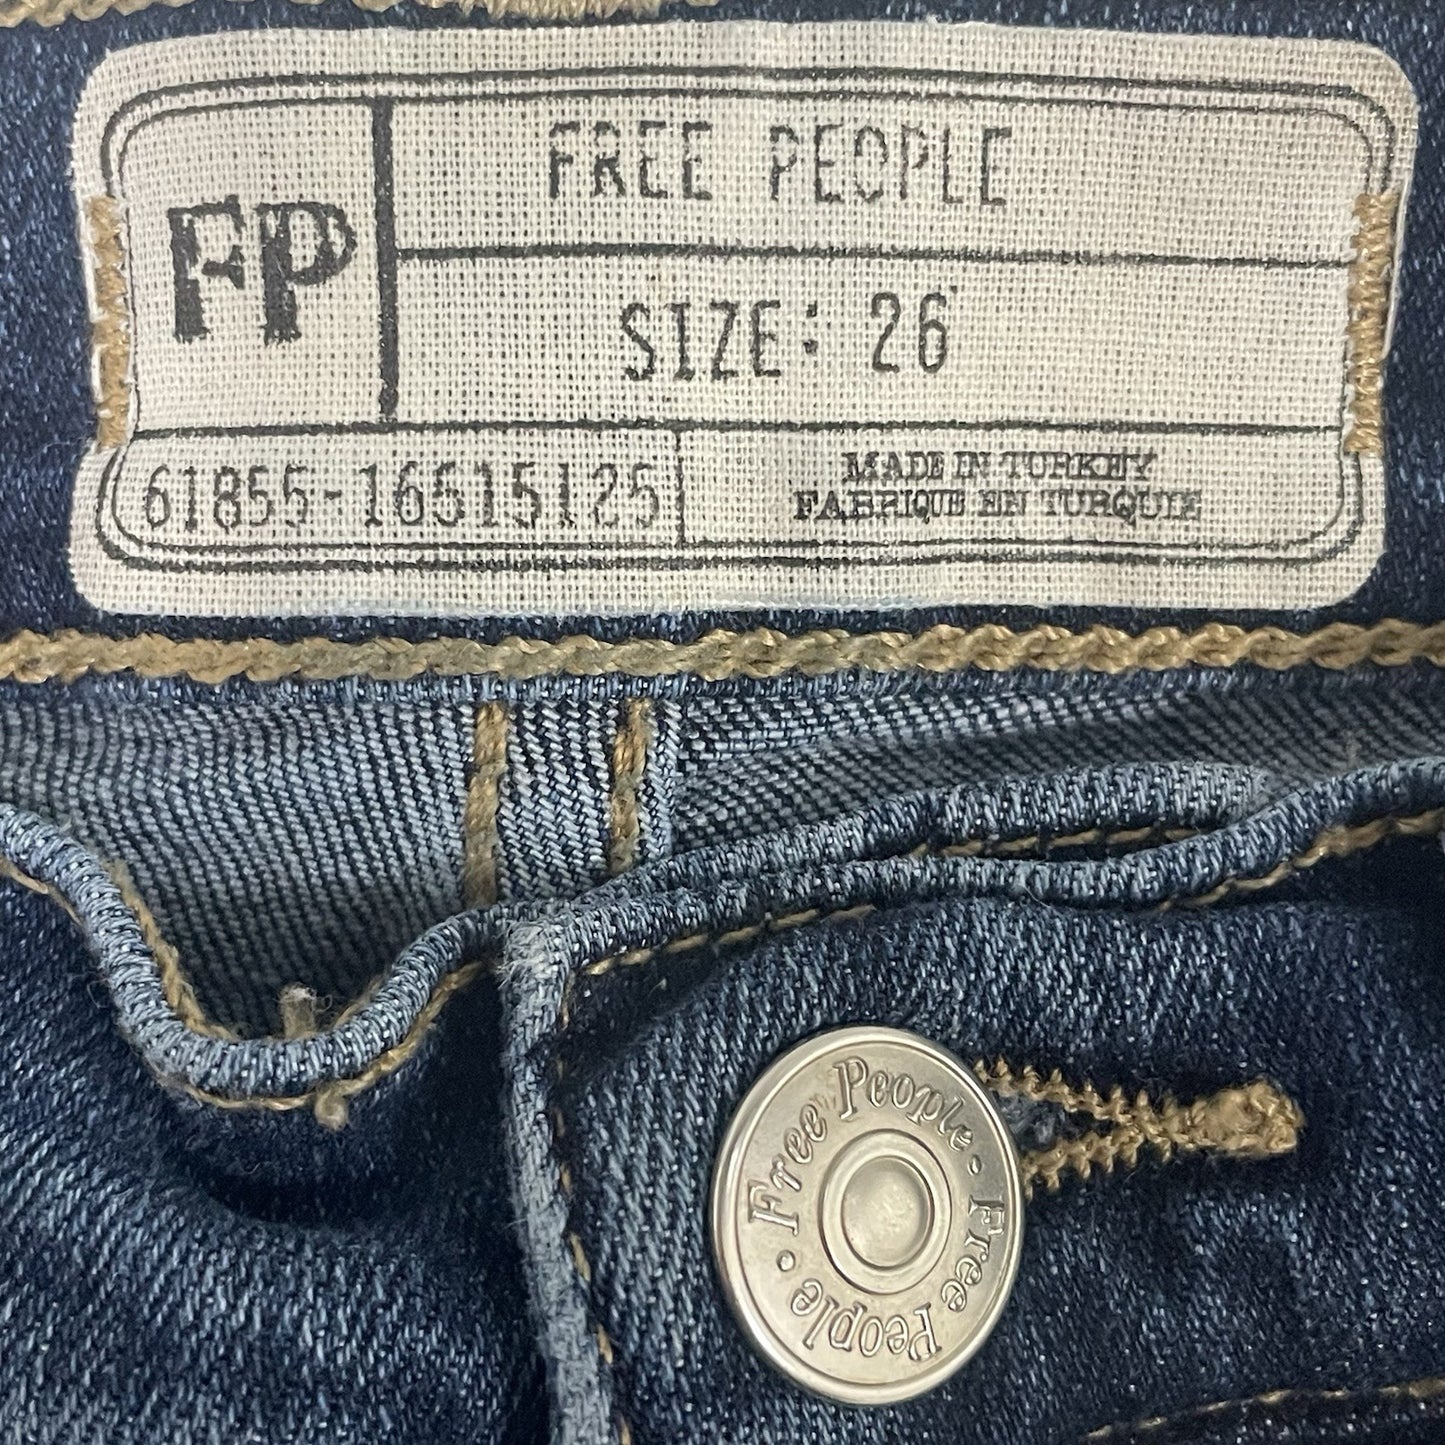 FREE PEOPLE
FP
SIZE: 26
61855-16515125
MADE IN TURKEY
FABRIQUE EN TURQUIE
Free People · Free People ·